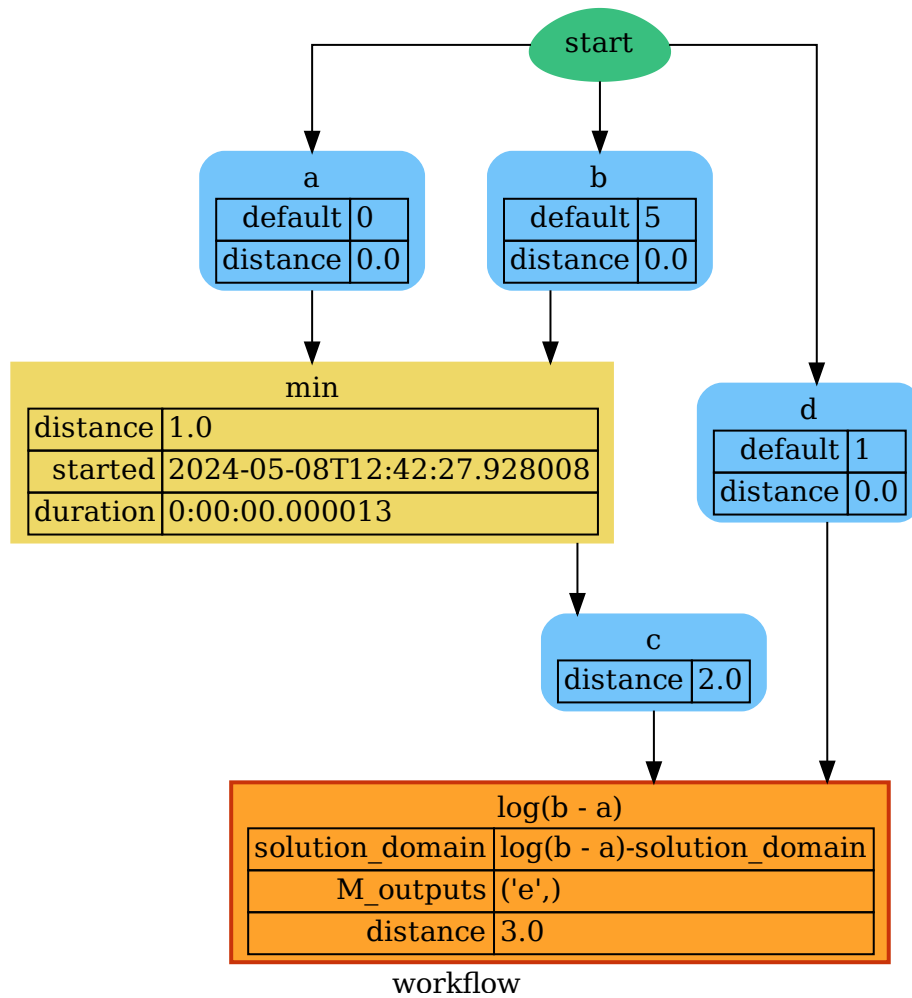 start
a
default 0
distance 0.0
b
default 5
distance 0.0
min
distance 1.0
started 2024-05-08T12:42:27.928008
duration 0:00:00.000013
d
default 1
distance 0.0
c
distance 2.0
log(b - a)
solution_domain log(b - a)-solution_domain
M_outputs ('e',)
distance 3.0
workflow